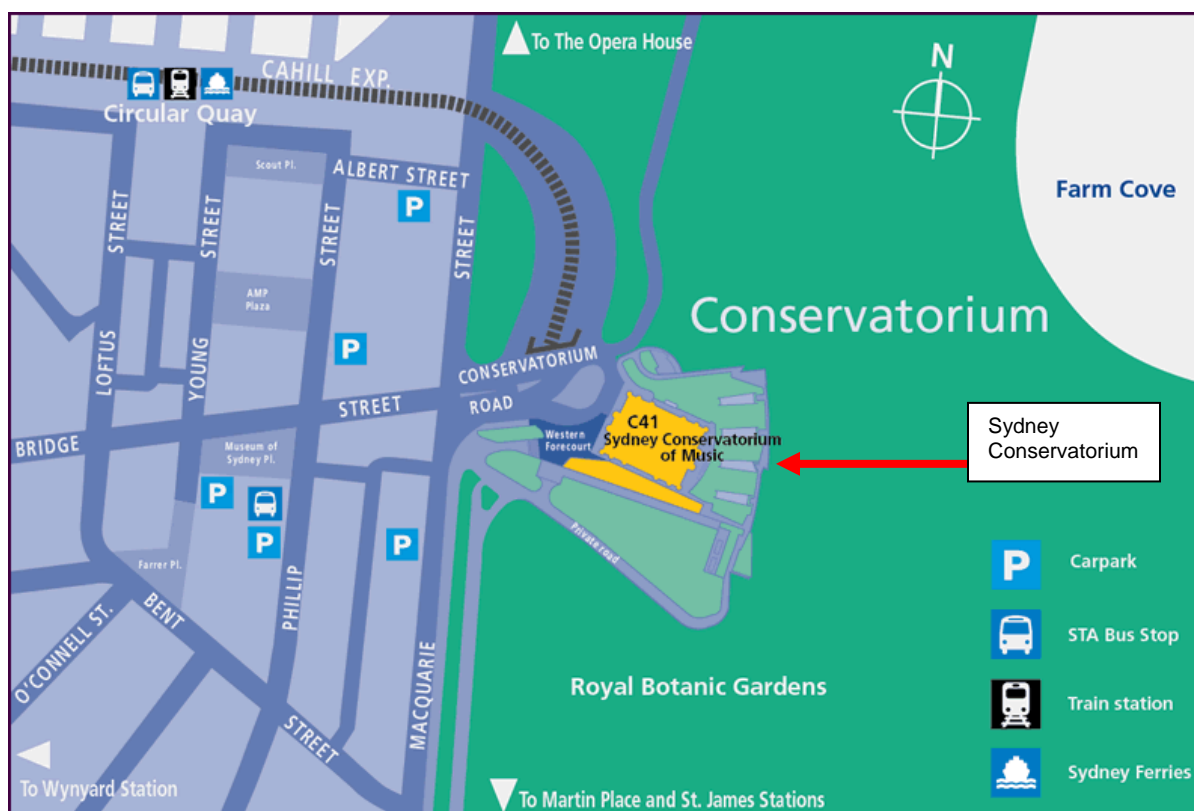 To The Opera House
N
CAHILL EXP.
Circular Quay
Scout Pl.
ALBERT STREET
P
Farm Cove
STREET
STREET
STREET
STREET
AMP
Plaza
Conservatorium
P
LOFTUS
YOUNG
CONSERVATORIUM
ROAD
BRIDGE
STREET
C41
Sydney Conservatorium
of Music
Western
Forecourt
Sydney
Conservatorium
Museum of
Sydney Pl.
P
P
P
Private road
Farrer Pl.
P
Carpark
STA Bus Stop
Train station
Sydney Ferries
PHILLIP
MACQUARIE
O'CONNELL ST.
BENT
STREET
Royal Botanic Gardens
To Wynyard Station
To Martin Place and St. James Stations